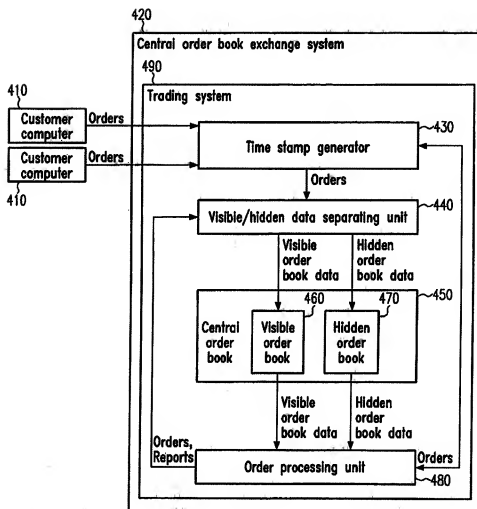 420
Central order book exchange system
490
Trading system
410
Customer computer
Orders
Customer computer
410
Orders
430
Time stamp generator
Orders
440
Visible/hidden data separating unit
Visible order book data
Hidden order book data
450
Central order book
460
Visible order book
470
Hidden order book
Visible order book data
Hidden order book data
Orders, Reports
Orders
Order processing unit
480